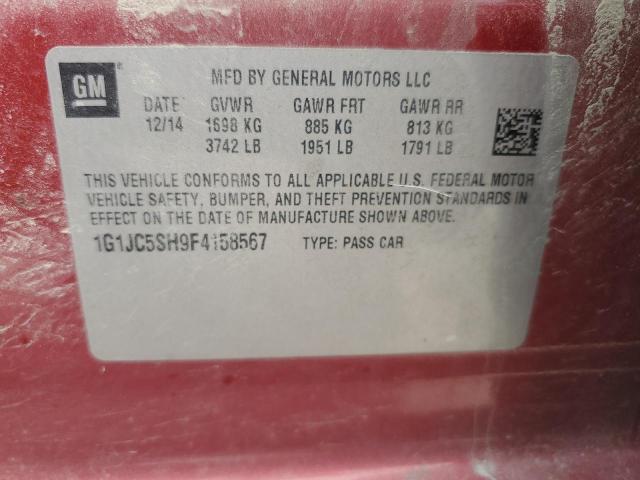 GM
MFD BY GENERAL MOTORS LLC
DATE GVWR GAWR FRT GAWR RR
12/14 1698 KG 885 KG 813 KG
3742 LB 1951 LB 1791 LB
THIS VEHICLE CONFORMS TO ALL APPLICABLE U.S. FEDERAL MOTOR
VEHICLE SAFETY, BUMPER, AND THEFT PREVENTION STANDARDS IN
EFFECT ON THE DATE OF MANUFACTURE SHOWN ABOVE.
1G1JC5SH9F4158567 TYPE: PASS CAR